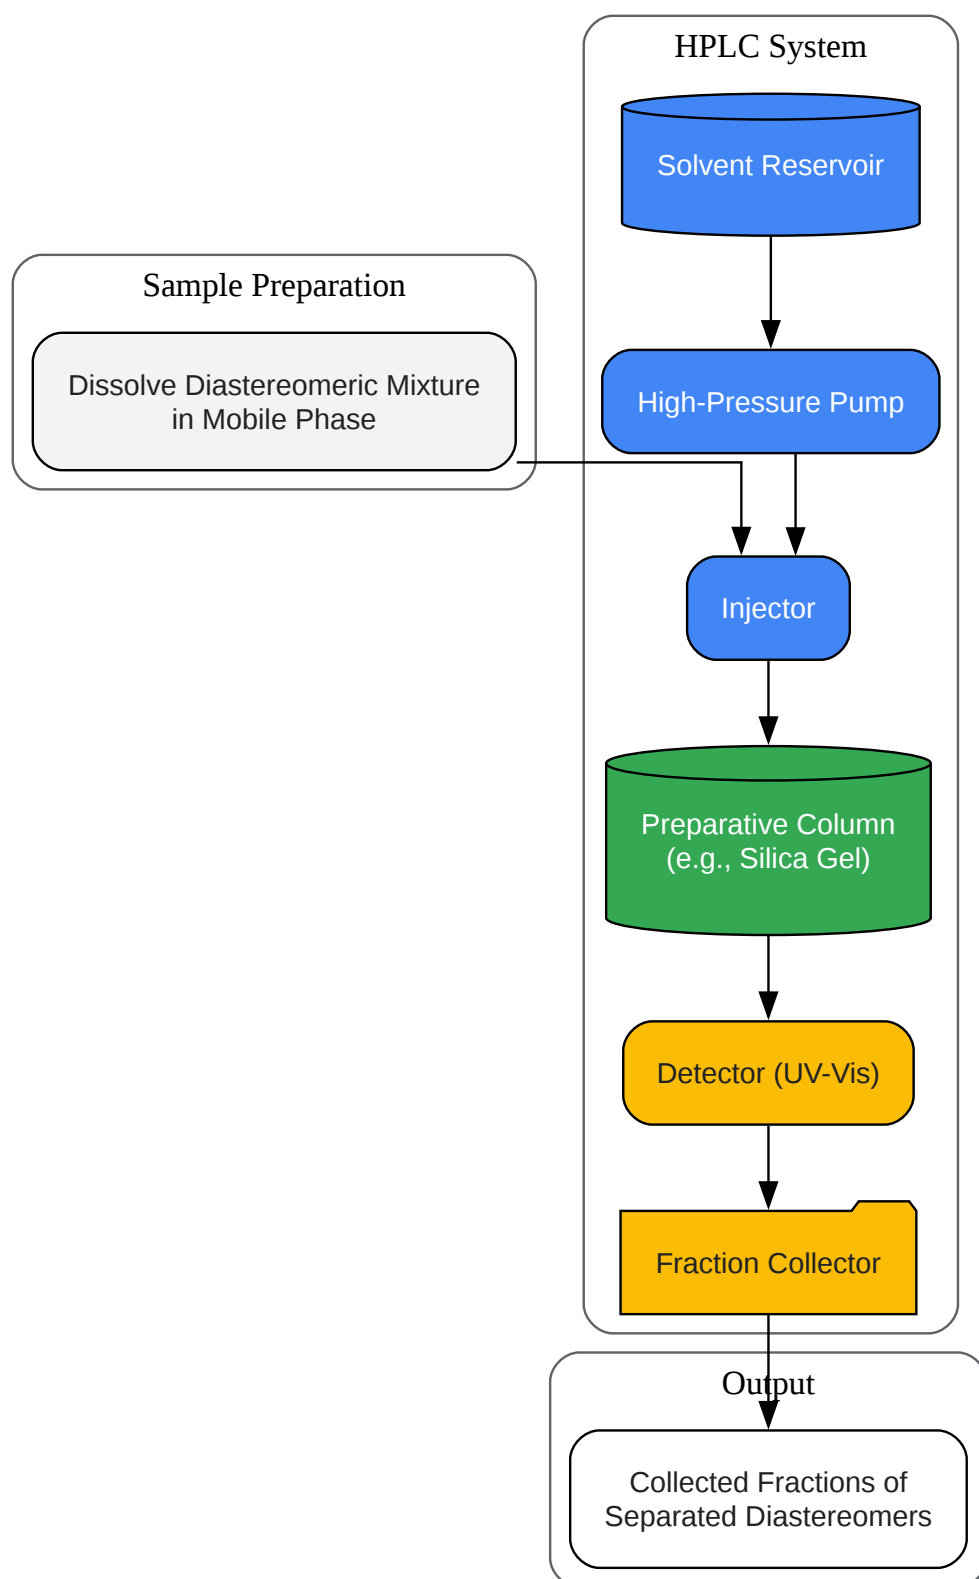 HPLC System
Solvent Reservoir
Sample Preparation
Dissolve Diastereomeric Mixture
in Mobile Phase
High-Pressure Pump
Injector
Preparative Column
(e.g., Silica Gel)
Detector (UV-Vis)
Fraction Collector
Output
Collected Fractions of
Separated Diastereomers